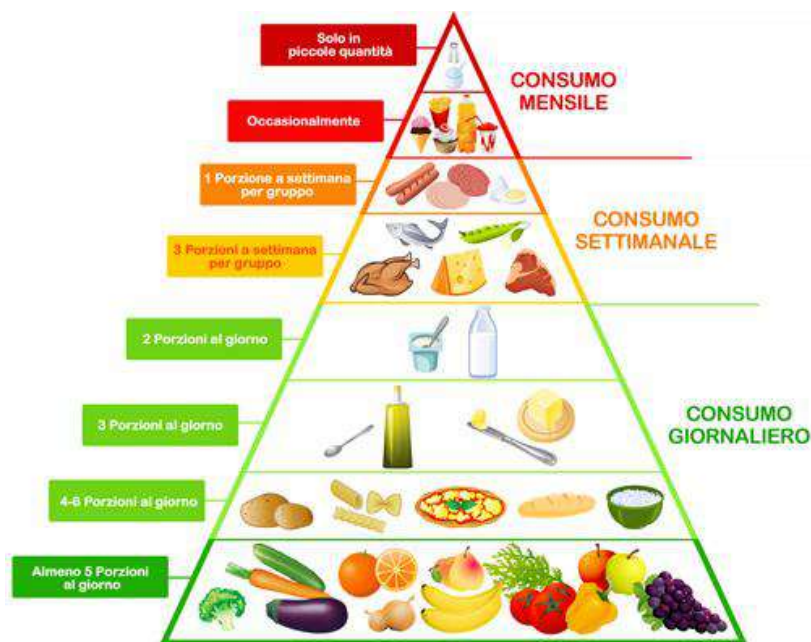 Solo in
piccole quantità
CONSUMO
MENSILE
Occasionalmente
1 Porzione a settimana
per gruppo
CONSUMO
SETTIMANALE
3 Porzioni a settimana
per gruppo
2 Porzioni al giorno
3 Porzioni al giorno
CONSUMO
GIORNALIERO
4-6 Porzioni al giorno
Almeno 5 Porzioni
al giorno